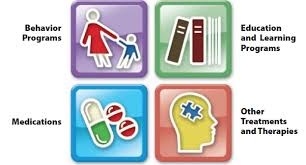 Behavior
Programs
Education
and Learning
Programs
Medications
Other
Treatments
and Therapies